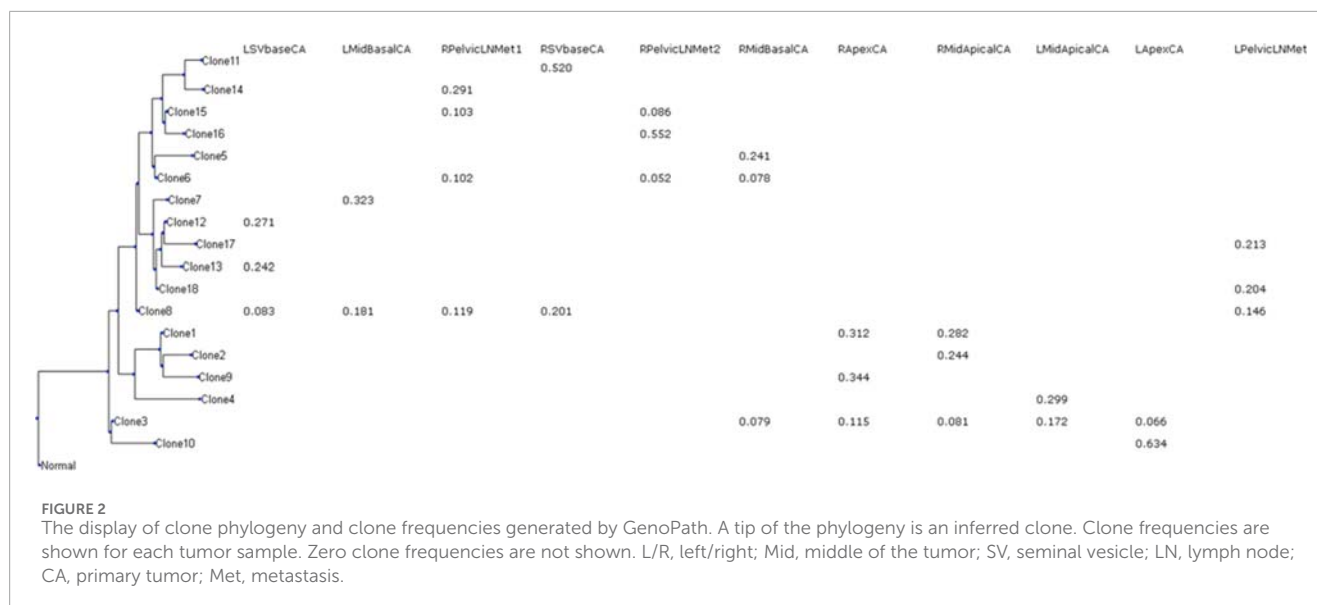 LSVbaseCA LMidBasalCA RPelvicLNMet1 RSVbaseCA RPelvicLNMet2 RMidBasalCA RApexCA RMidApicalCA LMidApicalCA LApexCA LPelvicLNMet
Clone11 0.520
Clone14 0.291
Clone15 0.103 0.086
Clone16 0.552
Clone5 0.241
Clone6 0.102 0.052 0.078
Clone7 0.323
Clone12 0.271
Clone17 0.213
Clone13 0.242
Clone18 0.204
Clone8 0.083 0.181 0.119 0.201 0.146
Clone1 0.312 0.282
Clone2 0.244
Clone9 0.344
Clone4 0.299
Clone3 0.079 0.115 0.081 0.172 0.066
Clone10 0.634
Normal
FIGURE 2
The display of clone phylogeny and clone frequencies generated by GenoPath. A tip of the phylogeny is an inferred clone. Clone frequencies are
shown for each tumor sample. Zero clone frequencies are not shown. L/R, left/right; Mid, middle of the tumor; SV, seminal vesicle; LN, lymph node;
CA, primary tumor; Met, metastasis.